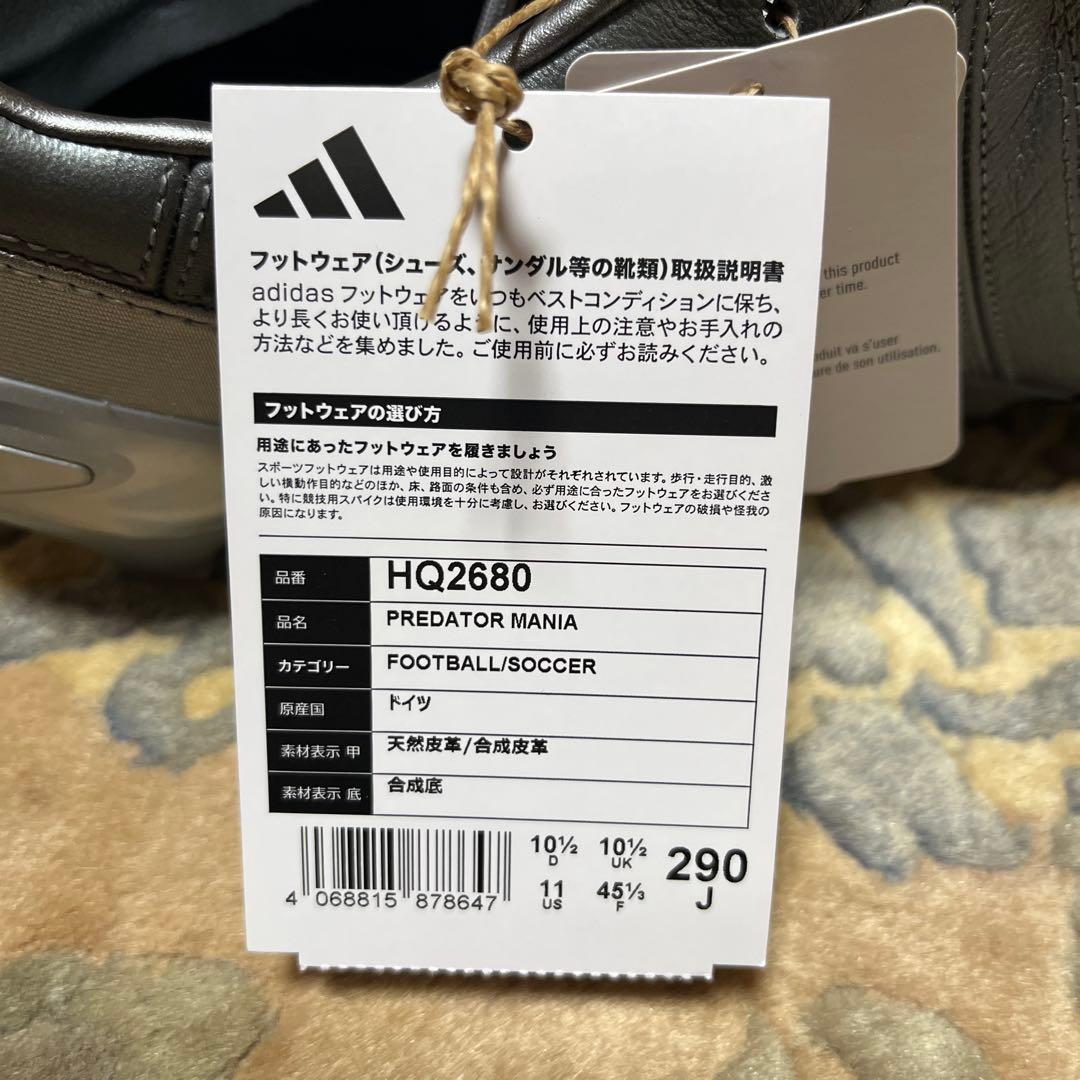 フットウェア(シューズ、サンダル等の靴類)取扱説明書
adidas フットウェアをいつもベストコンディションに保ち、
より長くお使い頂けるように、使用上の注意やお手入れの
方法などを集めました。ご使用前に必ずお読みください。
フットウェアの選び方
用途にあったフットウェアを履きましょう
スポーツフットウェアは用途や使用目的によって設計がそれぞれされています。歩行・走行目的、激
しい横動作目的などのほか、床、路面の条件も含め、必ず用途に合ったフットウェアをお選びくださ
い。特に競技用スパイクは使用環境を十分に考慮し、お選びください。フットウェアの破損や怪我の
原因になります。
品番 HQ2680
品名 PREDATOR MANIA
カテゴリー FOOTBALL/SOCCER
原産国 ドイツ
素材表示 甲 天然皮革/合成皮革
素材表示 底 合成底
10½ D 10½ UK 290 J
11 US 45⅓ F
4 068815 878647
this product
er time.
va s'user
de son utilisation.